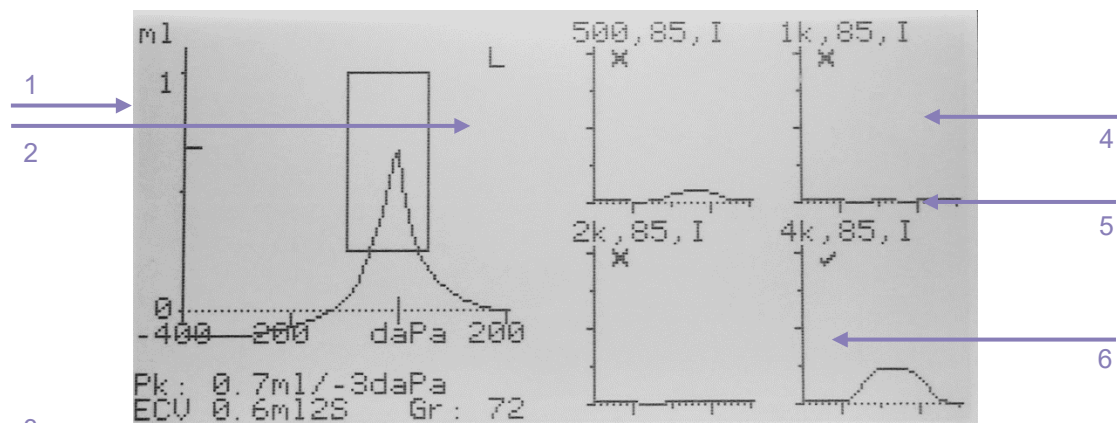 ml
L
1
0
-400 -200 daPa 200
Pk: 0.7ml/-3daPa
ECV 0.6ml2S Gr: 72
500,85,I
1k,85,I
2k,85,I
4k,85,I
1
2
4
5
6